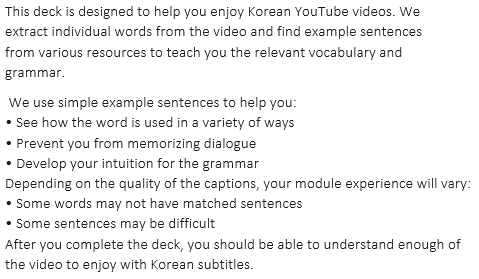 This deck is designed to help you enjoy Korean YouTube videos. We
extract individual words from the video and find example sentences
from various resources to teach you the relevant vocabulary and
grammar.
We use simple example sentences to help you:
• See how the word is used in a variety of ways
• Prevent you from memorizing dialogue
• Develop your intuition for the grammar
Depending on the quality of the captions, your module experience will vary:
• Some words may not have matched sentences
• Some sentences may be difficult
After you complete the deck, you should be able to understand enough of
the video to enjoy with Korean subtitles.